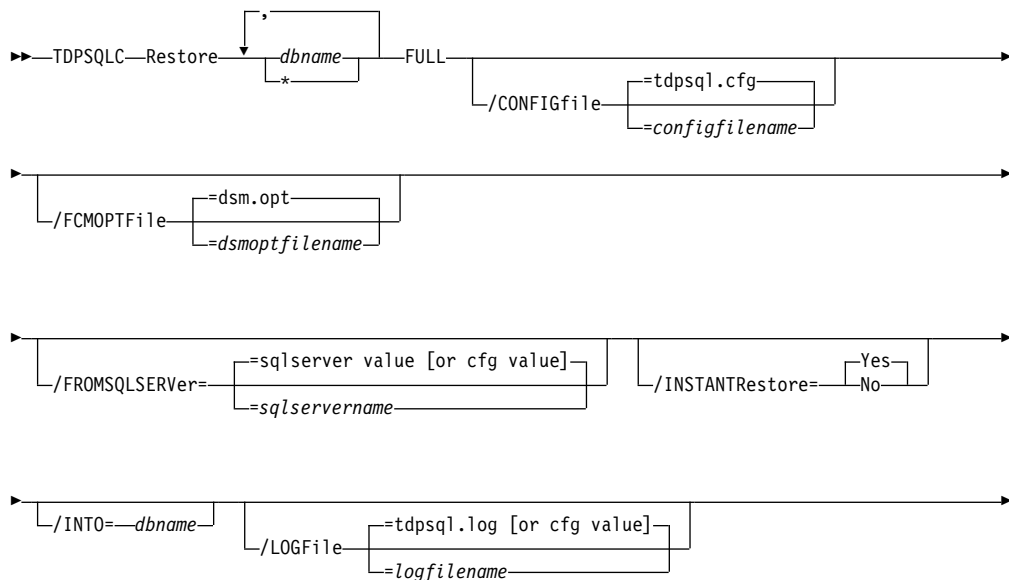 ,
TDPSQLC Restore dbname FULL
*
/CONFIGfile =tdpsql.cfg
=configfilename
/FCMOPTFile =dsm.opt
=dsmoptfilename
/FROMSQLSERVer= =sqlserver value [or cfg value]
=sqlservername
/INSTANTRestore= Yes
No
/INTO= dbname
/LOGFile =tdpsql.log [or cfg value]
=logfilename